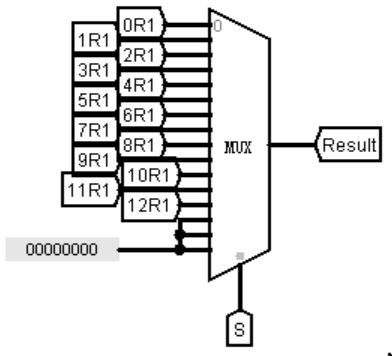 0R1
0
1R1
2R1
3R1
4R1
5R1
6R1
7R1
8R1
9R1
10R1
11R1
12R1
MUX
Result
00000000
S